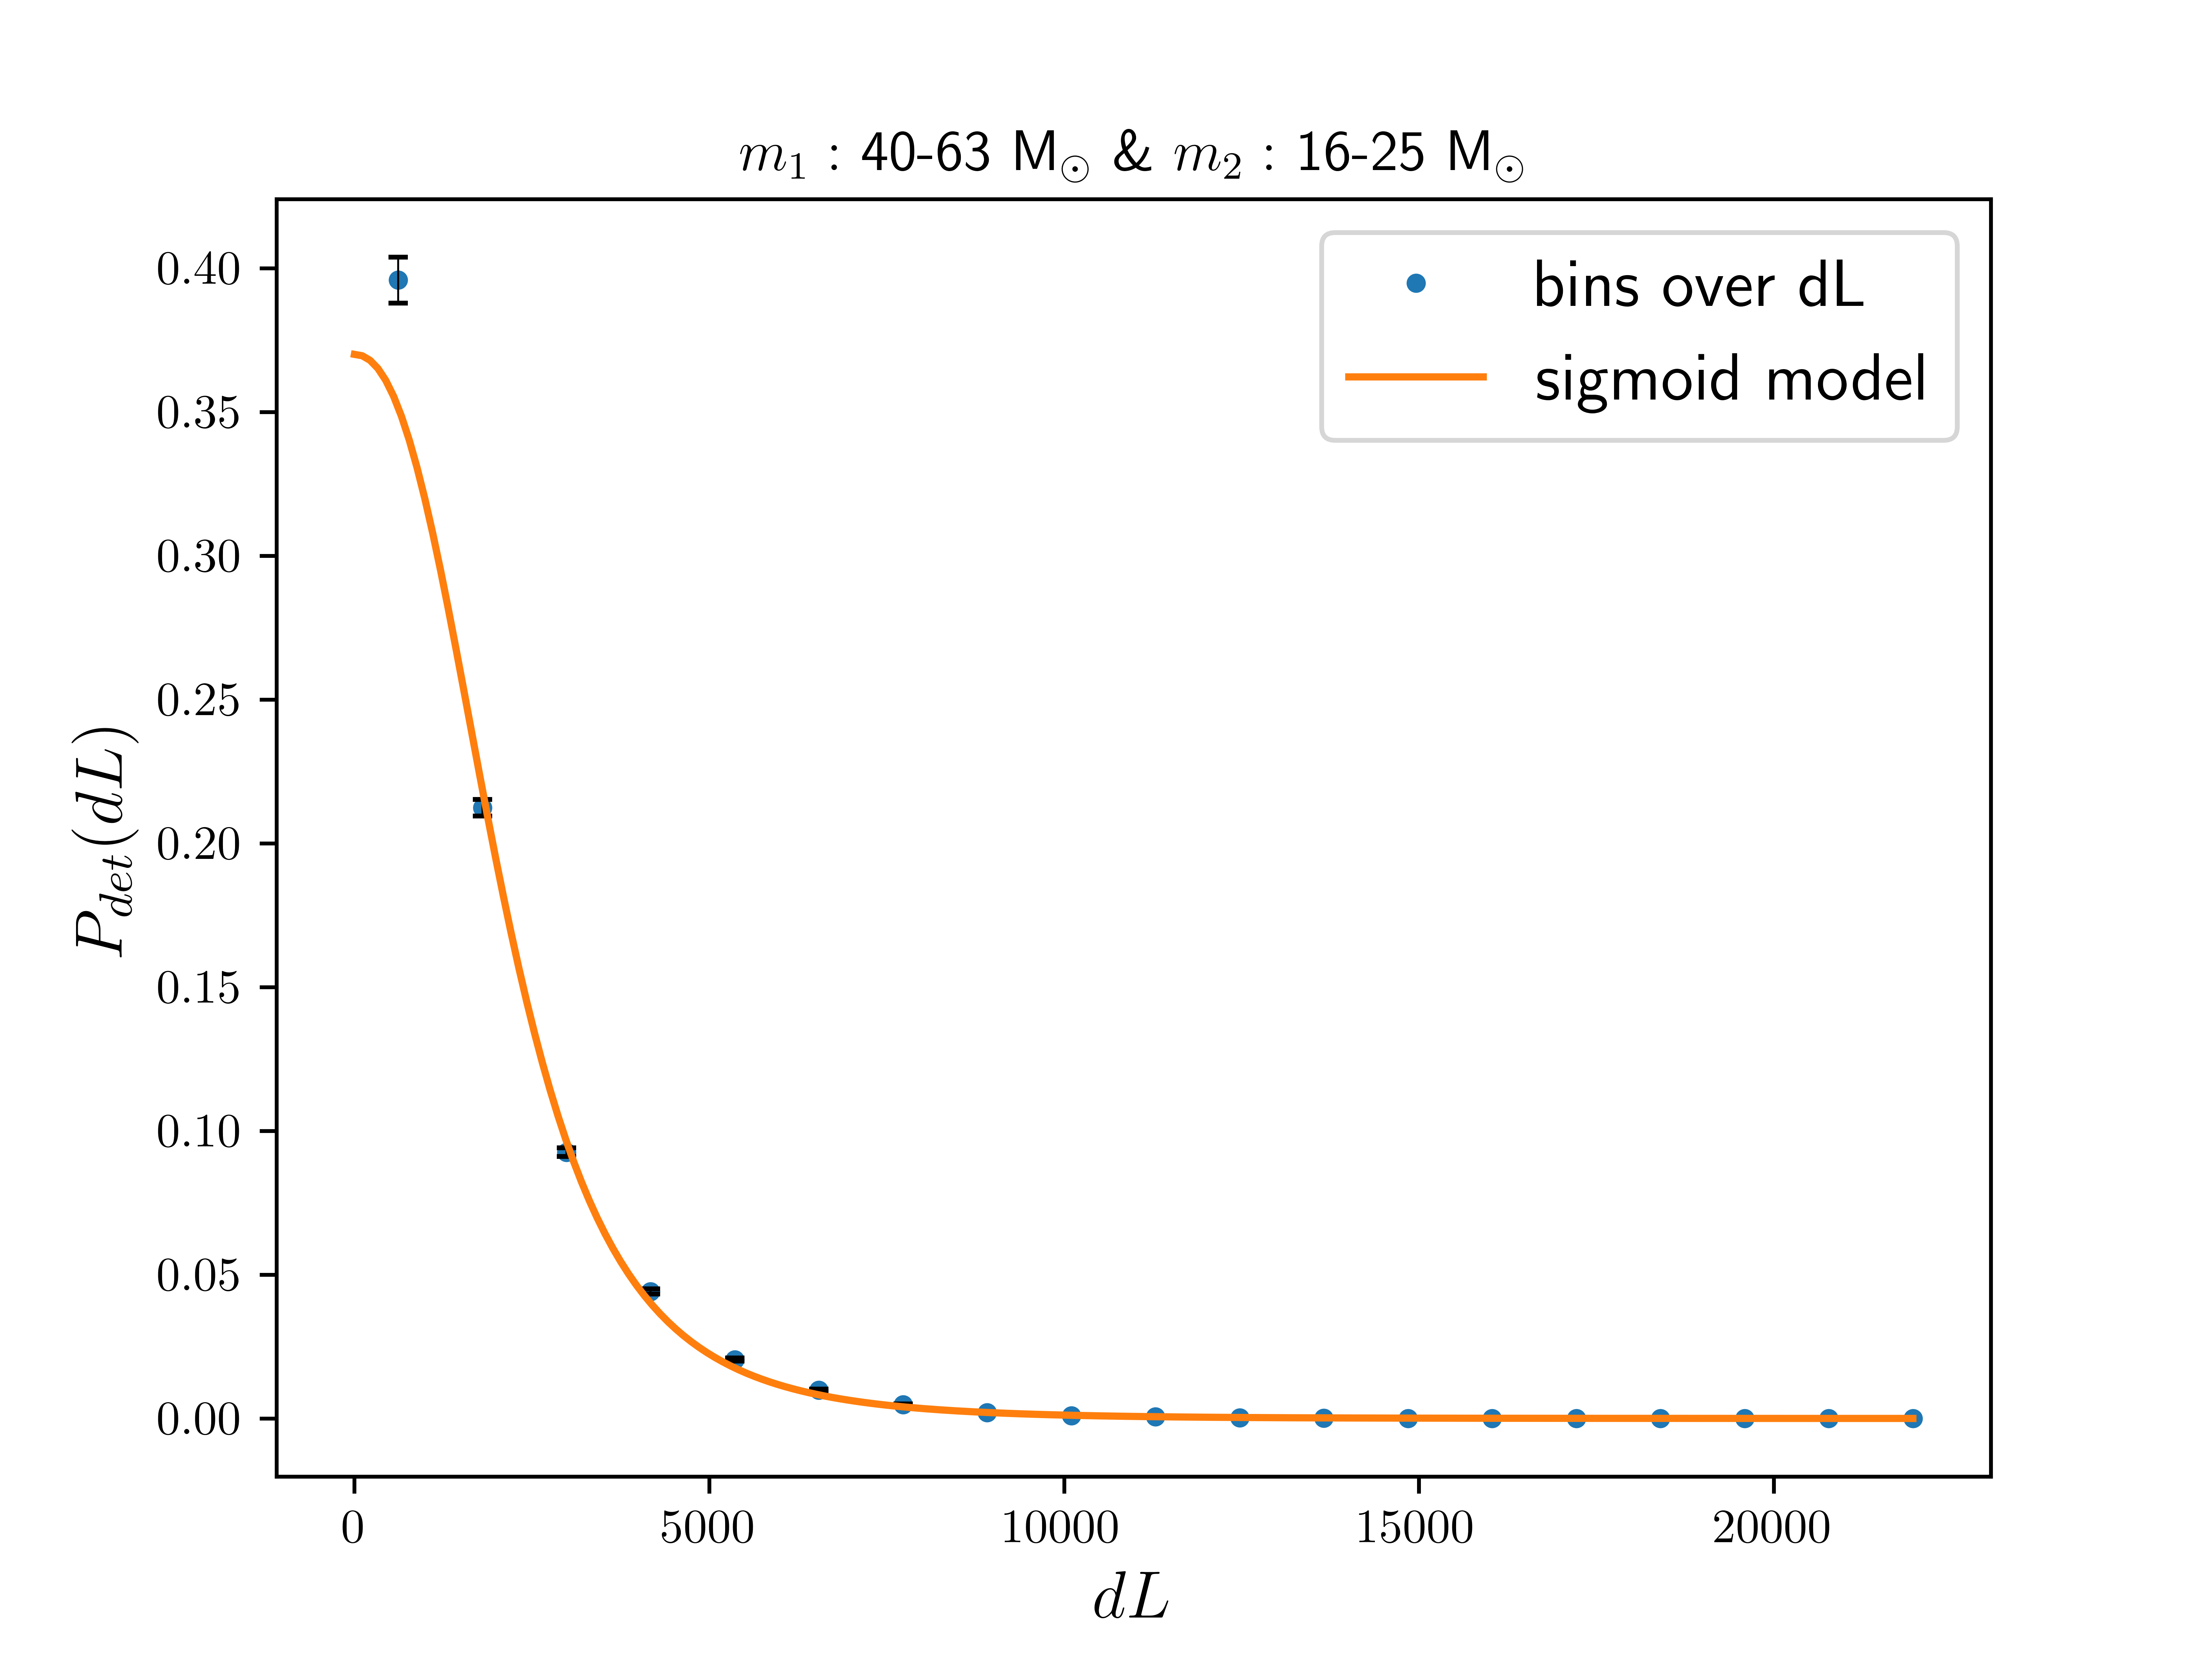 m₁ : 40-63 M⊙ & m₂ : 16-25 M⊙
bins over dL
sigmoid model
0.40
0.35
0.30
0.25
0.20
0.15
0.10
0.05
0.00
P_det(dL)
0 5000 10000 15000 20000
dL